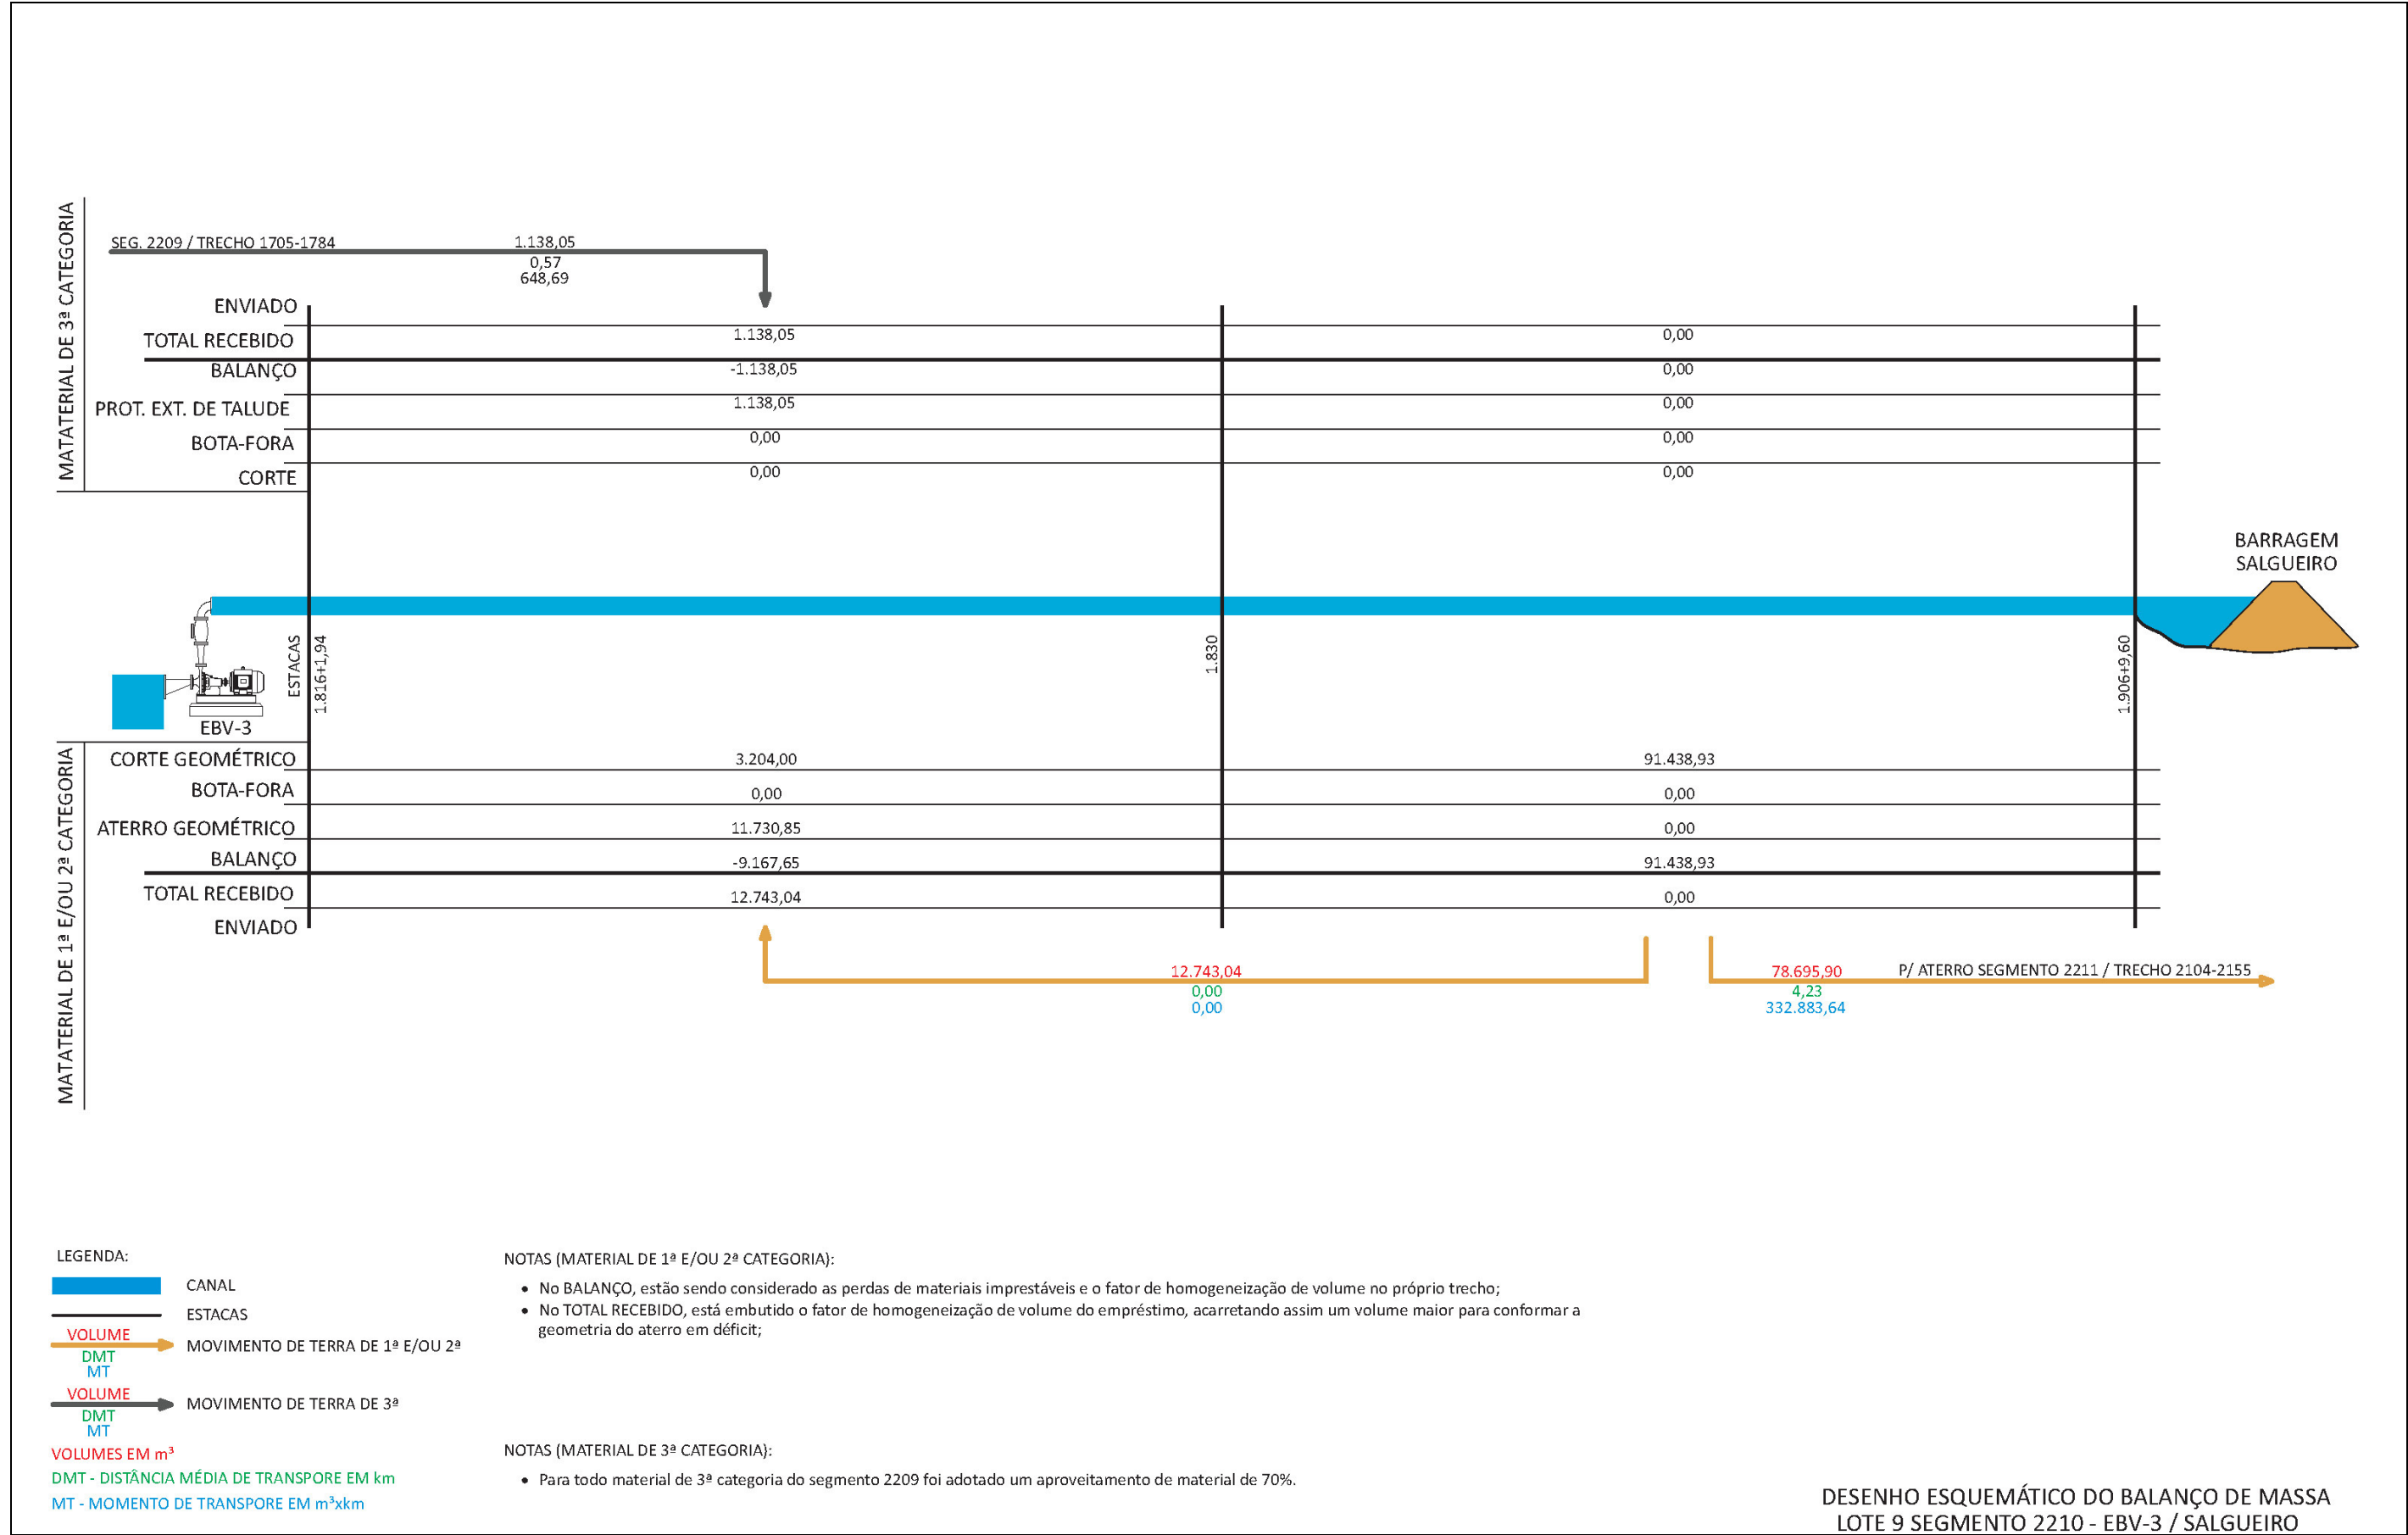 MATATERIAL DE 3ª CATEGORIA
SEG. 2209 / TRECHO 1705-1784 1.138,05
0,57
648,69
ENVIADO
TOTAL RECEBIDO 1.138,05 0,00
BALANÇO -1.138,05 0,00
PROT. EXT. DE TALUDE 1.138,05 0,00
BOTA-FORA 0,00 0,00
CORTE 0,00 0,00
BARRAGEM
SALGUEIRO
ESTACAS
1.816+1,94
1.830
1.906+9,60
EBV-3
MATATERIAL DE 1ª E/OU 2ª CATEGORIA
CORTE GEOMÉTRICO 3.204,00 91.438,93
BOTA-FORA 0,00 0,00
ATERRO GEOMÉTRICO 11.730,85 0,00
BALANÇO -9.167,65 91.438,93
TOTAL RECEBIDO 12.743,04 0,00
ENVIADO
12.743,04 78.695,90 P/ ATERRO SEGMENTO 2211 / TRECHO 2104-2155
0,00 4,23
0,00 332.883,64
LEGENDA:
CANAL
ESTACAS
VOLUME
MOVIMENTO DE TERRA DE 1ª E/OU 2ª
DMT
MT
VOLUME
MOVIMENTO DE TERRA DE 3ª
DMT
MT
VOLUMES EM m³
DMT - DISTÂNCIA MÉDIA DE TRANSPORE EM km
MT - MOMENTO DE TRANSPORE EM m³xkm
NOTAS (MATERIAL DE 1ª E/OU 2ª CATEGORIA):
• No BALANÇO, estão sendo considerado as perdas de materiais imprestáveis e o fator de homogeneização de volume no próprio trecho;
• No TOTAL RECEBIDO, está embutido o fator de homogeneização de volume do empréstimo, acarretando assim um volume maior para conformar a
geometria do aterro em déficit;
NOTAS (MATERIAL DE 3ª CATEGORIA):
• Para todo material de 3ª categoria do segmento 2209 foi adotado um aproveitamento de material de 70%.
DESENHO ESQUEMÁTICO DO BALANÇO DE MASSA
LOTE 9 SEGMENTO 2210 - EBV-3 / SALGUEIRO